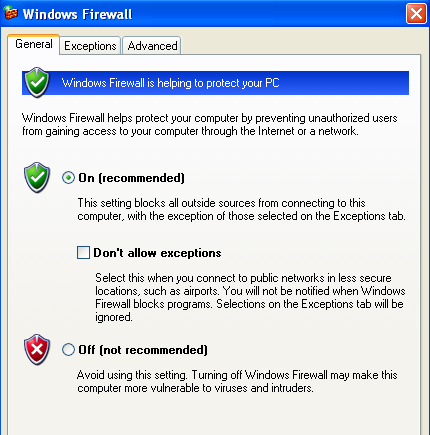 Windows Firewall
General Exceptions Advanced
Windows Firewall is helping to protect your PC
Windows Firewall helps protect your computer by preventing unauthorized users
from gaining access to your computer through the Internet or a network.
On (recommended)
This setting blocks all outside sources from connecting to this
computer, with the exception of those selected on the Exceptions tab.
Don't allow exceptions
Select this when you connect to public networks in less secure
locations, such as airports. You will not be notified when Windows
Firewall blocks programs. Selections on the Exceptions tab will be
ignored.
Off (not recommended)
Avoid using this setting. Turning off Windows Firewall may make this
computer more vulnerable to viruses and intruders.